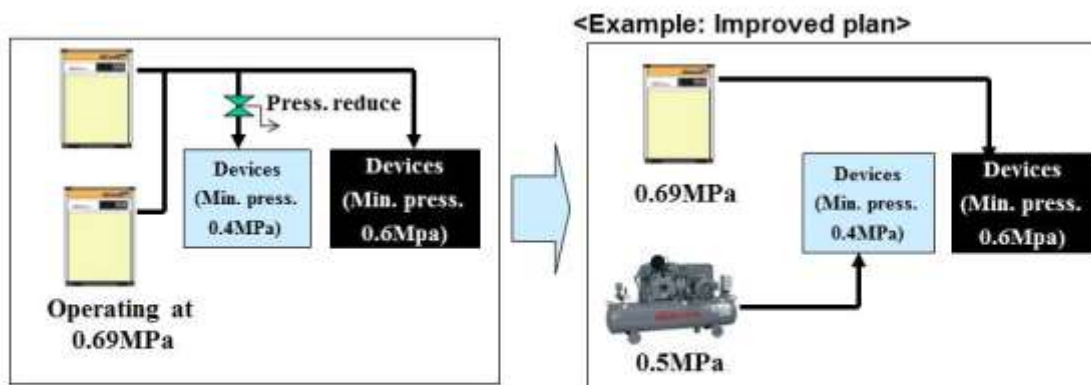 <Example: Improved plan>
Press. reduce
Devices
(Min. press.
0.4MPa)
Devices
(Min. press.
0.6Mpa)
Operating at
0.69MPa
0.69MPa
Devices
(Min. press.
0.4MPa)
Devices
(Min. press.
0.6Mpa)
0.5MPa